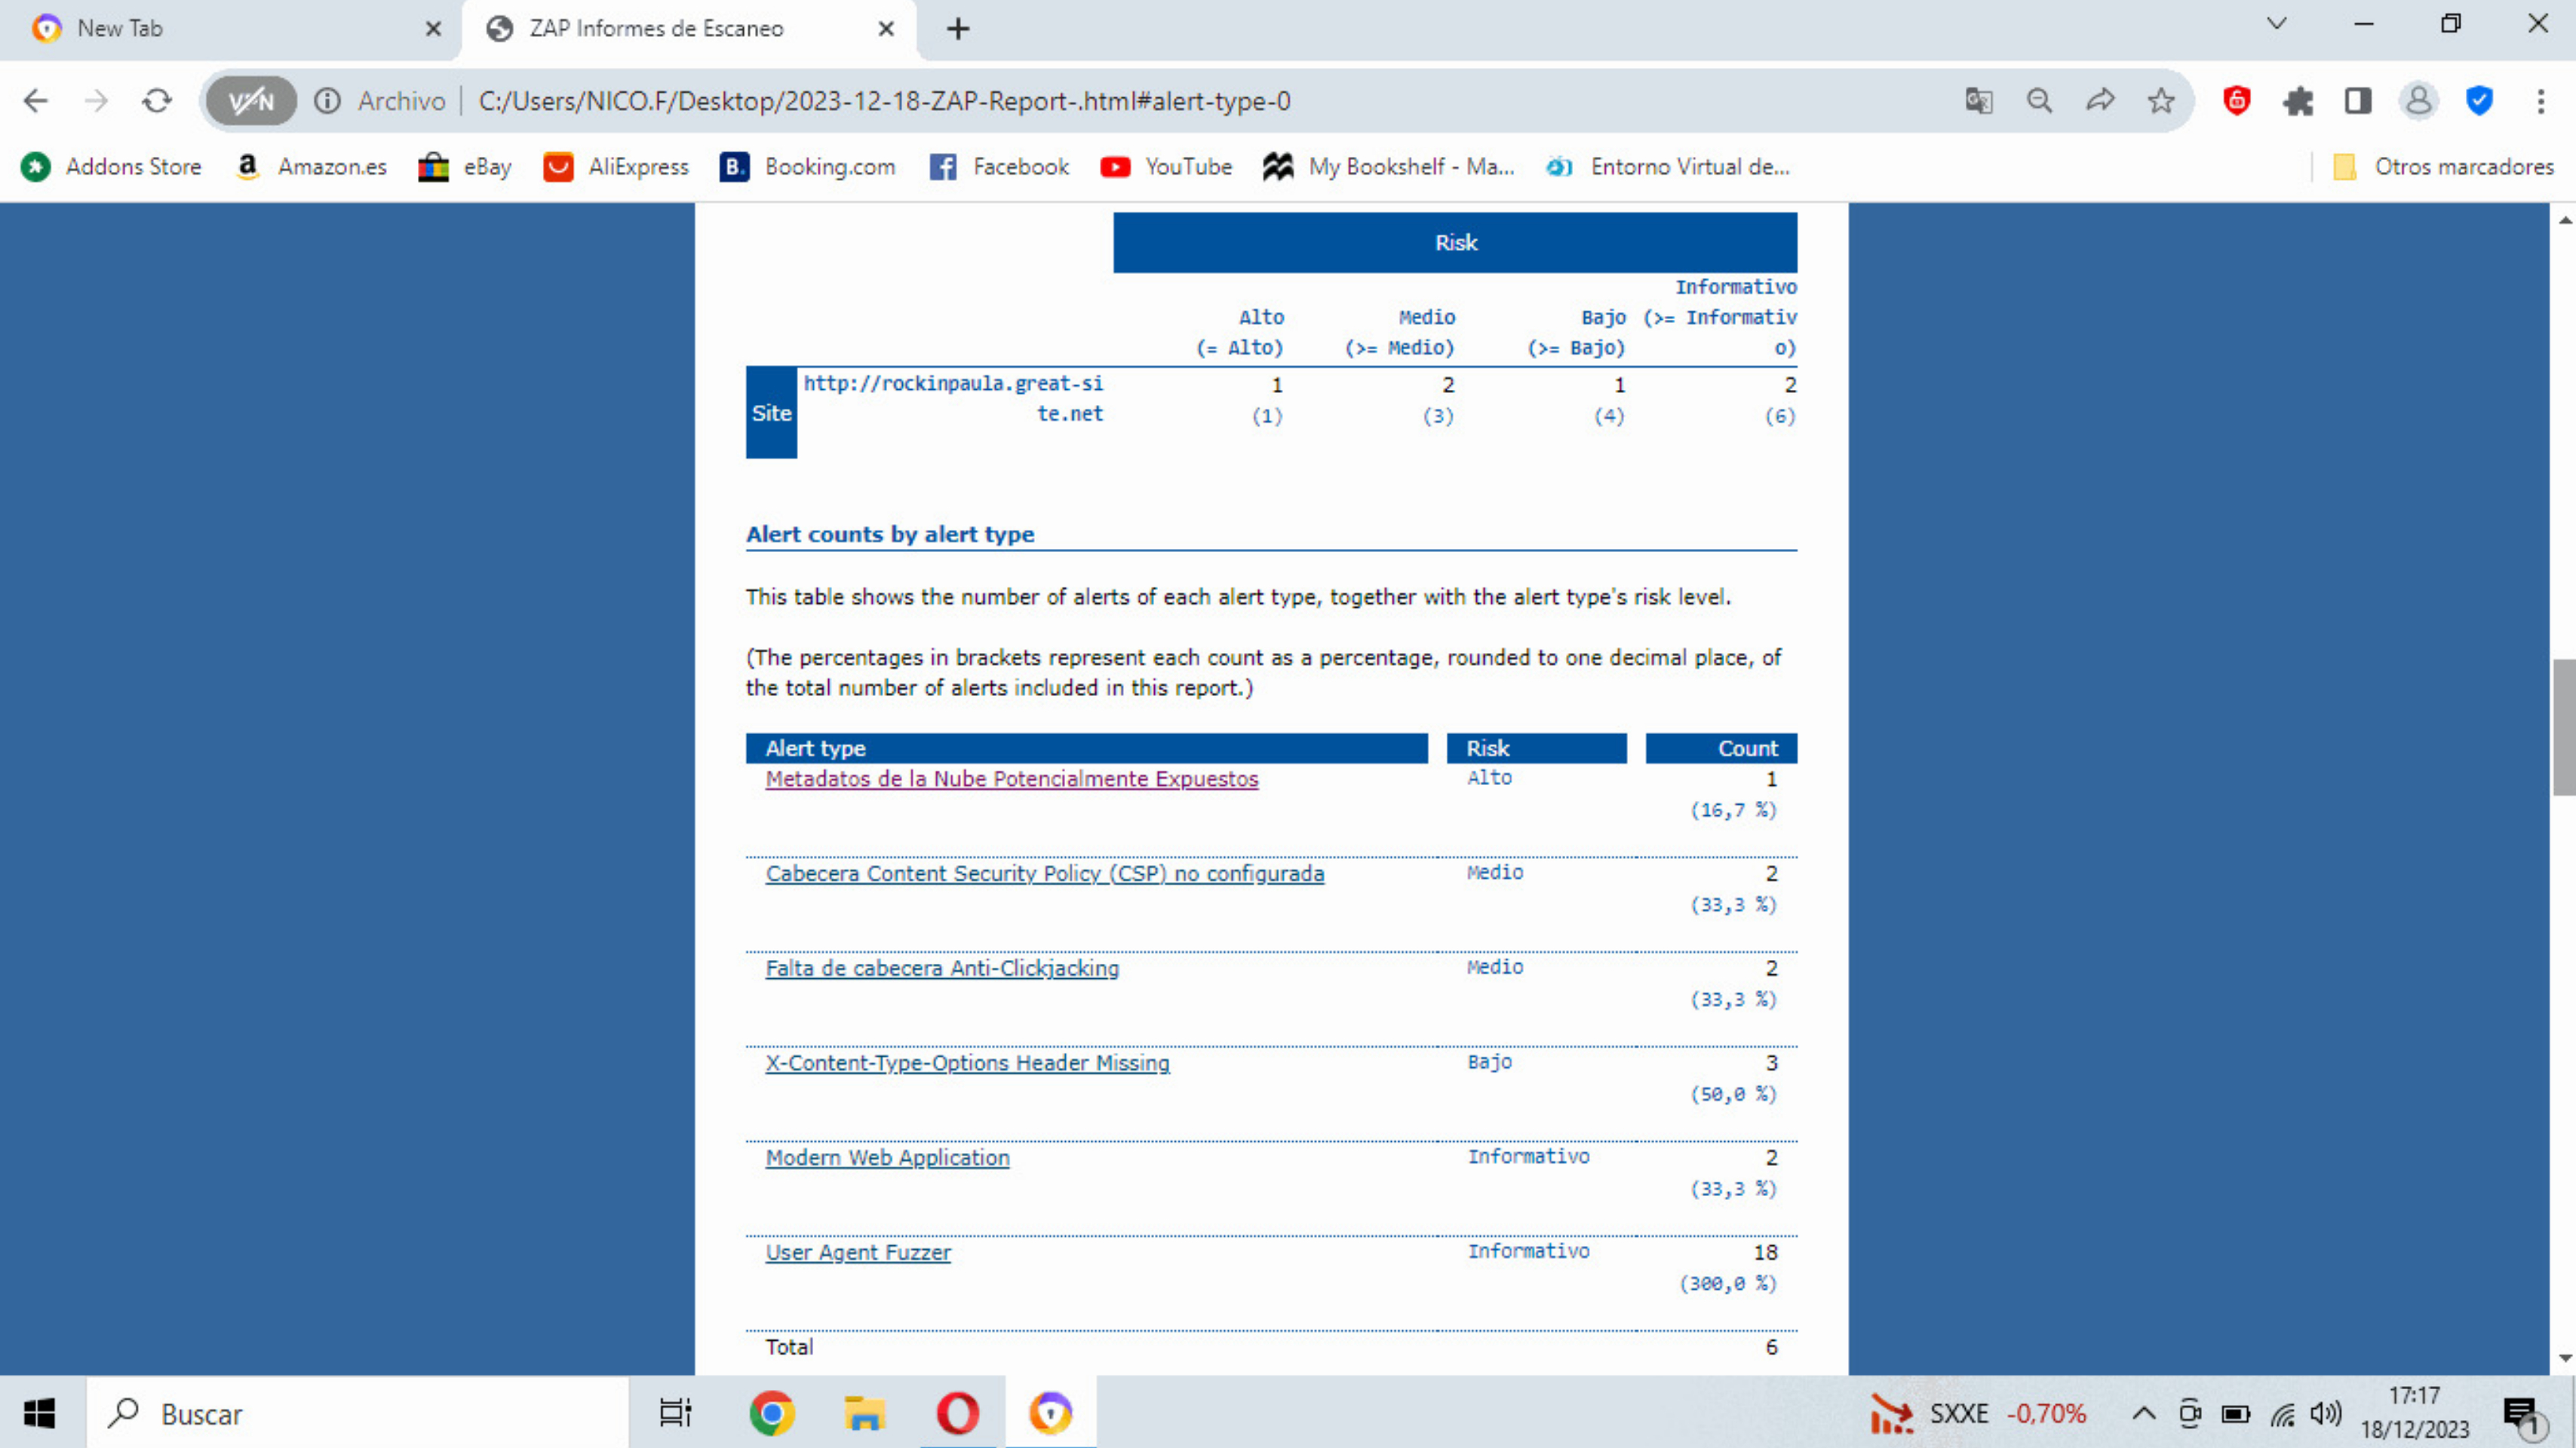 New Tab
ZAP Informes de Escaneo
VPN
Archivo
C:/Users/NICO.F/Desktop/2023-12-18-ZAP-Report-.html#alert-type-0
Addons Store
Amazon.es
eBay
AliExpress
B. Booking.com
Facebook
YouTube
My Bookshelf - Ma...
Entorno Virtual de...
Otros marcadores
Risk
Informativo
Alto Medio Bajo (>= Informativ
(= Alto) (>= Medio) (>= Bajo) o)
http://rockinpaula.great-si 1 2 1 2
Site te.net (1) (3) (4) (6)
Alert counts by alert type
This table shows the number of alerts of each alert type, together with the alert type's risk level.
(The percentages in brackets represent each count as a percentage, rounded to one decimal place, of
the total number of alerts included in this report.)
Alert type Risk Count
Metadatos de la Nube Potencialmente Expuestos Alto 1
(16,7 %)
Cabecera Content Security Policy (CSP) no configurada Medio 2
(33,3 %)
Falta de cabecera Anti-Clickjacking Medio 2
(33,3 %)
X-Content-Type-Options Header Missing Bajo 3
(50,0 %)
Modern Web Application Informativo 2
(33,3 %)
User Agent Fuzzer Informativo 18
(300,0 %)
Total 6
Buscar
SXXE -0,70%
17:17
18/12/2023
1